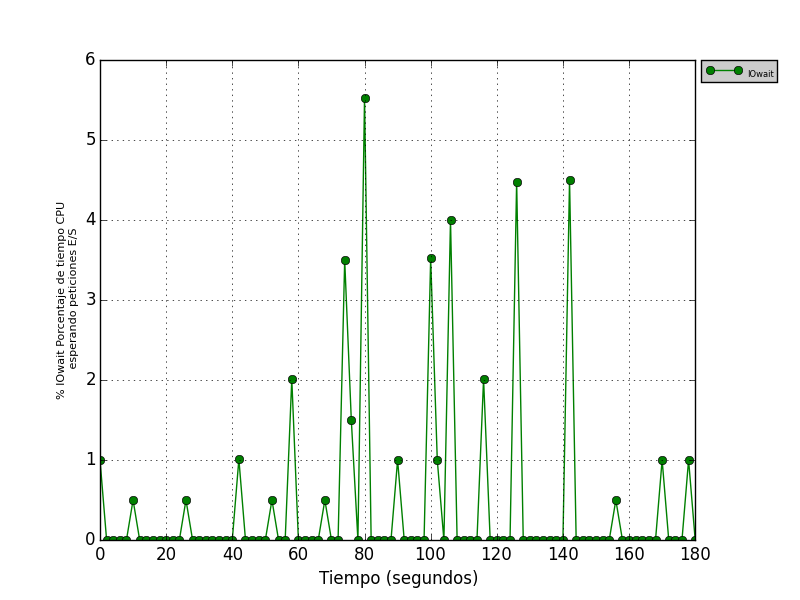 6
5
4
3
2
1
0
% IOwait Porcentaje de tiempo CPU
esperando peticiones E/S
0 20 40 60 80 100 120 140 160 180
Tiempo (segundos)
IOwait